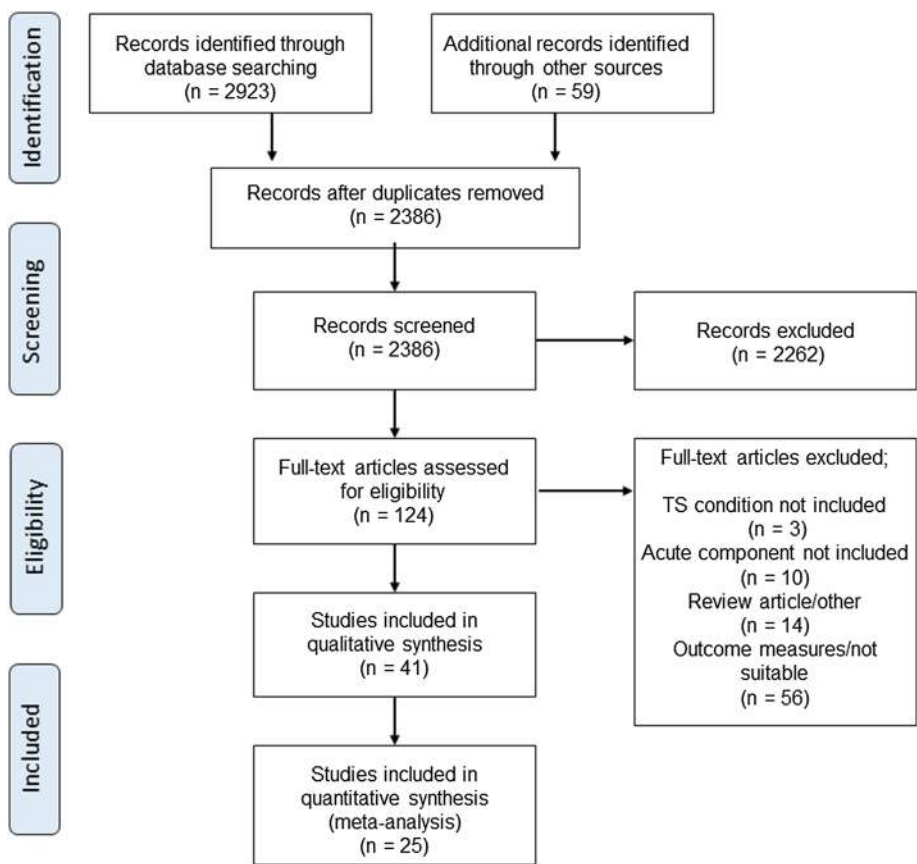 Identification
Records identified through
database searching
(n = 2923)
Additional records identified
through other sources
(n = 59)
Records after duplicates removed
(n = 2386)
Screening
Records screened
(n = 2386)
Records excluded
(n = 2262)
Eligibility
Full-text articles assessed
for eligibility
(n = 124)
Full-text articles excluded;
TS condition not included
(n = 3)
Acute component not included
(n = 10)
Review article/other
(n = 14)
Outcome measures/not
suitable
(n = 56)
Studies included in
qualitative synthesis
(n = 41)
Included
Studies included in
quantitative synthesis
(meta-analysis)
(n = 25)